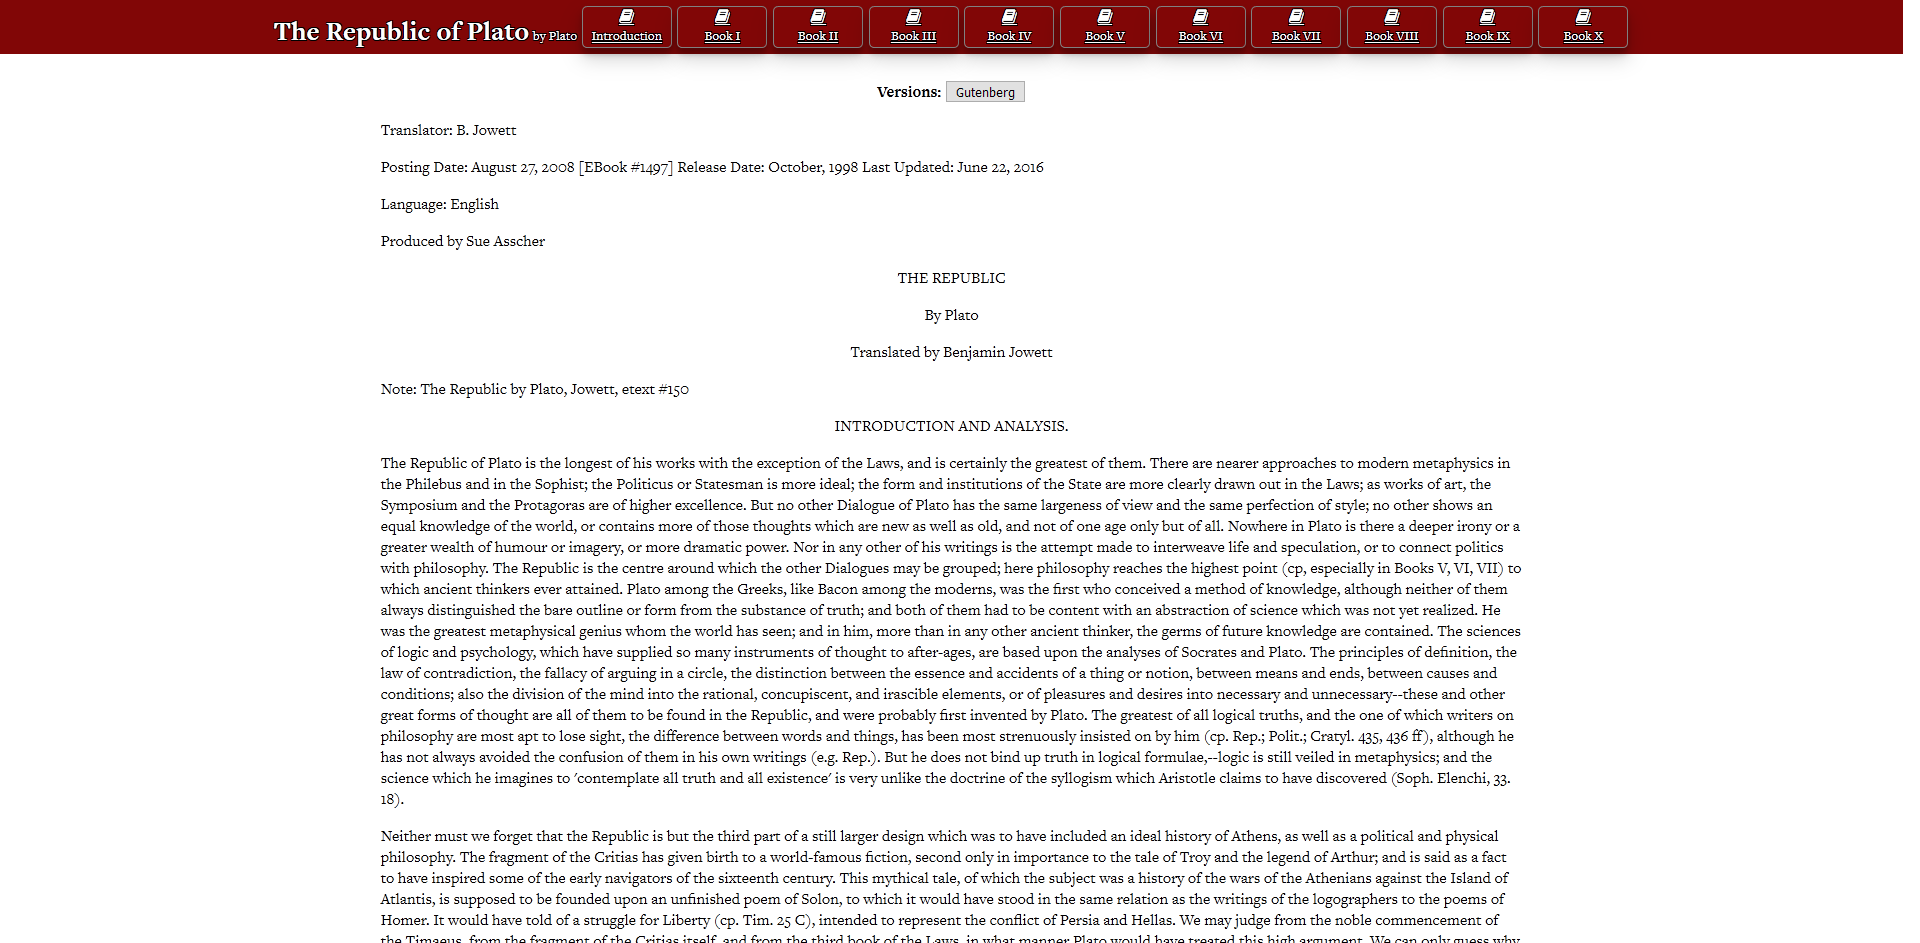 The Republic of Plato by Plato
Introduction
Book I
Book II
Book III
Book IV
Book V
Book VI
Book VII
Book VIII
Book IX
Book X
Versions: Gutenberg
Translator: B. Jowett
Posting Date: August 27, 2008 [EBook #1497] Release Date: October, 1998 Last Updated: June 22, 2016
Language: English
Produced by Sue Asscher
THE REPUBLIC
By Plato
Translated by Benjamin Jowett
Note: The Republic by Plato, Jowett, etext #150
INTRODUCTION AND ANALYSIS.
The Republic of Plato is the longest of his works with the exception of the Laws, and is certainly the greatest of them. There are nearer approaches to modern metaphysics in
the Philebus and in the Sophist; the Politicus or Statesman is more ideal; the form and institutions of the State are more clearly drawn out in the Laws; as works of art, the
Symposium and the Protagoras are of higher excellence. But no other Dialogue of Plato has the same largeness of view and the same perfection of style; no other shows an
equal knowledge of the world, or contains more of those thoughts which are new as well as old, and not of one age only but of all. Nowhere in Plato is there a deeper irony or a
greater wealth of humour or imagery, or more dramatic power. Nor in any other of his writings is the attempt made to interweave life and speculation, or to connect politics
with philosophy. The Republic is the centre around which the other Dialogues may be grouped; here philosophy reaches the highest point (cp, especially in Books V, VI, VII) to
which ancient thinkers ever attained. Plato among the Greeks, like Bacon among the moderns, was the first who conceived a method of knowledge, although neither of them
always distinguished the bare outline or form from the substance of truth; and both of them had to be content with an abstraction of science which was not yet realized. He
was the greatest metaphysical genius whom the world has seen; and in him, more than in any other ancient thinker, the germs of future knowledge are contained. The sciences
of logic and psychology, which have supplied so many instruments of thought to after-ages, are based upon the analyses of Socrates and Plato. The principles of definition, the
law of contradiction, the fallacy of arguing in a circle, the distinction between the essence and accidents of a thing or notion, between means and ends, between causes and
conditions; also the division of the mind into the rational, concupiscent, and irascible elements, or of pleasures and desires into necessary and unnecessary--these and other
great forms of thought are all of them to be found in the Republic, and were probably first invented by Plato. The greatest of all logical truths, and the one of which writers on
philosophy are most apt to lose sight, the difference between words and things, has been most strenuously insisted on by him (cp. Rep.; Polit.; Cratyl. 435, 436 ff), although he
has not always avoided the confusion of them in his own writings (e.g. Rep.). But he does not bind up truth in logical formulae,--logic is still veiled in metaphysics; and the
science which he imagines to 'contemplate all truth and all existence' is very unlike the doctrine of the syllogism which Aristotle claims to have discovered (Soph. Elenchi, 33.
18).
Neither must we forget that the Republic is but the third part of a still larger design which was to have included an ideal history of Athens, as well as a political and physical
philosophy. The fragment of the Critias has given birth to a world-famous fiction, second only in importance to the tale of Troy and the legend of Arthur; and is said as a fact
to have inspired some of the early navigators of the sixteenth century. This mythical tale, of which the subject was a history of the wars of the Athenians against the Island of
Atlantis, is supposed to be founded upon an unfinished poem of Solon, to which it would have stood in the same relation as the writings of the logographers to the poems of
Homer. It would have told of a struggle for Liberty (cp. Tim. 25 C), intended to represent the conflict of Persia and Hellas. We may judge from the noble commencement of
the Timaeus, from the fragment of the Critias itself, and from the third book of the Laws, in what manner Plato would have treated this high argument. We can only guess why